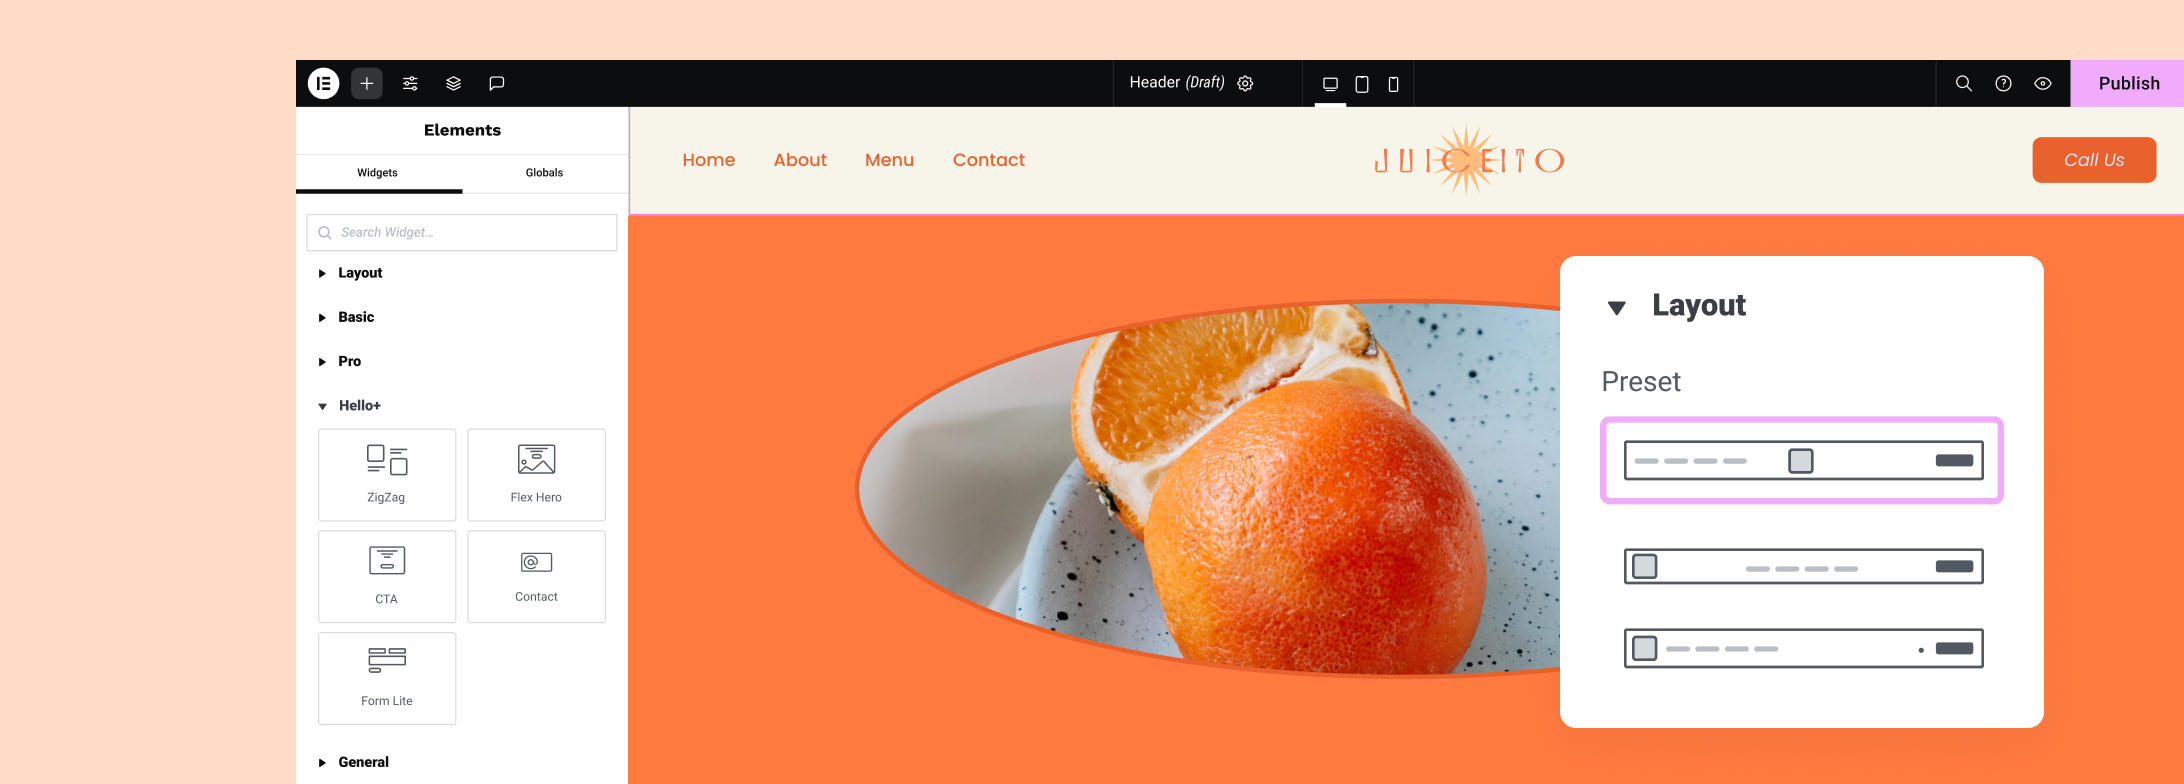 Header (Draft)
Publish
Elements
Widgets
Globals
Search Widget...
Layout
Basic
Pro
Hello+
ZigZag
Flex Hero
CTA
Contact
Form Lite
General
Home
About
Menu
Contact
JUICEITO
Call Us
Layout
Preset